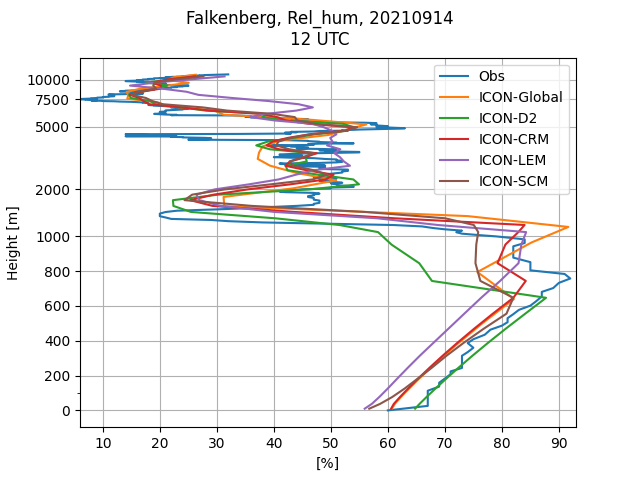 Falkenberg, Rel_hum, 20210914
12 UTC
Obs
ICON-Global
ICON-D2
ICON-CRM
ICON-LEM
ICON-SCM
Height [m]
10000
7500
5000
2000
1000
800
600
400
200
0
10 20 30 40 50 60 70 80 90
[%]